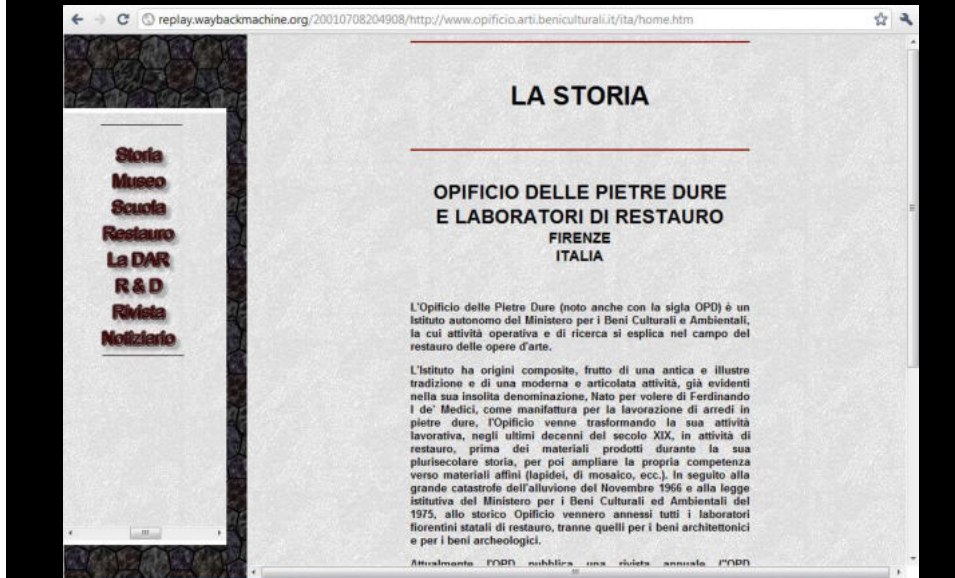 replay.waybackmachine.org/20010708204908/http://www.opificio.arti.beniculturali.it/ita/home.htm
Storia
Museo
Scuola
Restauro
La DAR
R & D
Rivista
Notiziario
LA STORIA
OPIFICIO DELLE PIETRE DURE
E LABORATORI DI RESTAURO
FIRENZE
ITALIA
L'Opificio delle Pietre Dure (noto anche con la sigla OPD) è un
Istituto autonomo del Ministero per i Beni Culturali e Ambientali,
la cui attività operativa e di ricerca si esplica nel campo del
restauro delle opere d'arte.
L'Istituto ha origini composite, frutto di una antica e illustre
tradizione e di una moderna e articolata attività, già evidenti
nella sua insolita denominazione, Nato per volere di Ferdinando
I de' Medici, come manifattura per la lavorazione di arredi in
pietre dure, l'Opificio venne trasformando la sua attività
lavorativa, negli ultimi decenni del secolo XIX, in attività di
restauro, prima dei materiali prodotti durante la sua
plurisecolare storia, per poi ampliare la propria competenza
verso materiali affini (lapidei, di mosaico, ecc.). In seguito alla
grande catastrofe dell'alluvione del Novembre 1966 e alla legge
istitutiva del Ministero per i Beni Culturali ed Ambientali del
1975, allo storico Opificio vennero annessi tutti i laboratori
fiorentini statali di restauro, tranne quelli per i beni architettonici
e per i beni archeologici.
Attualmente l'OPD pubblica una rivista annuale ("OPD